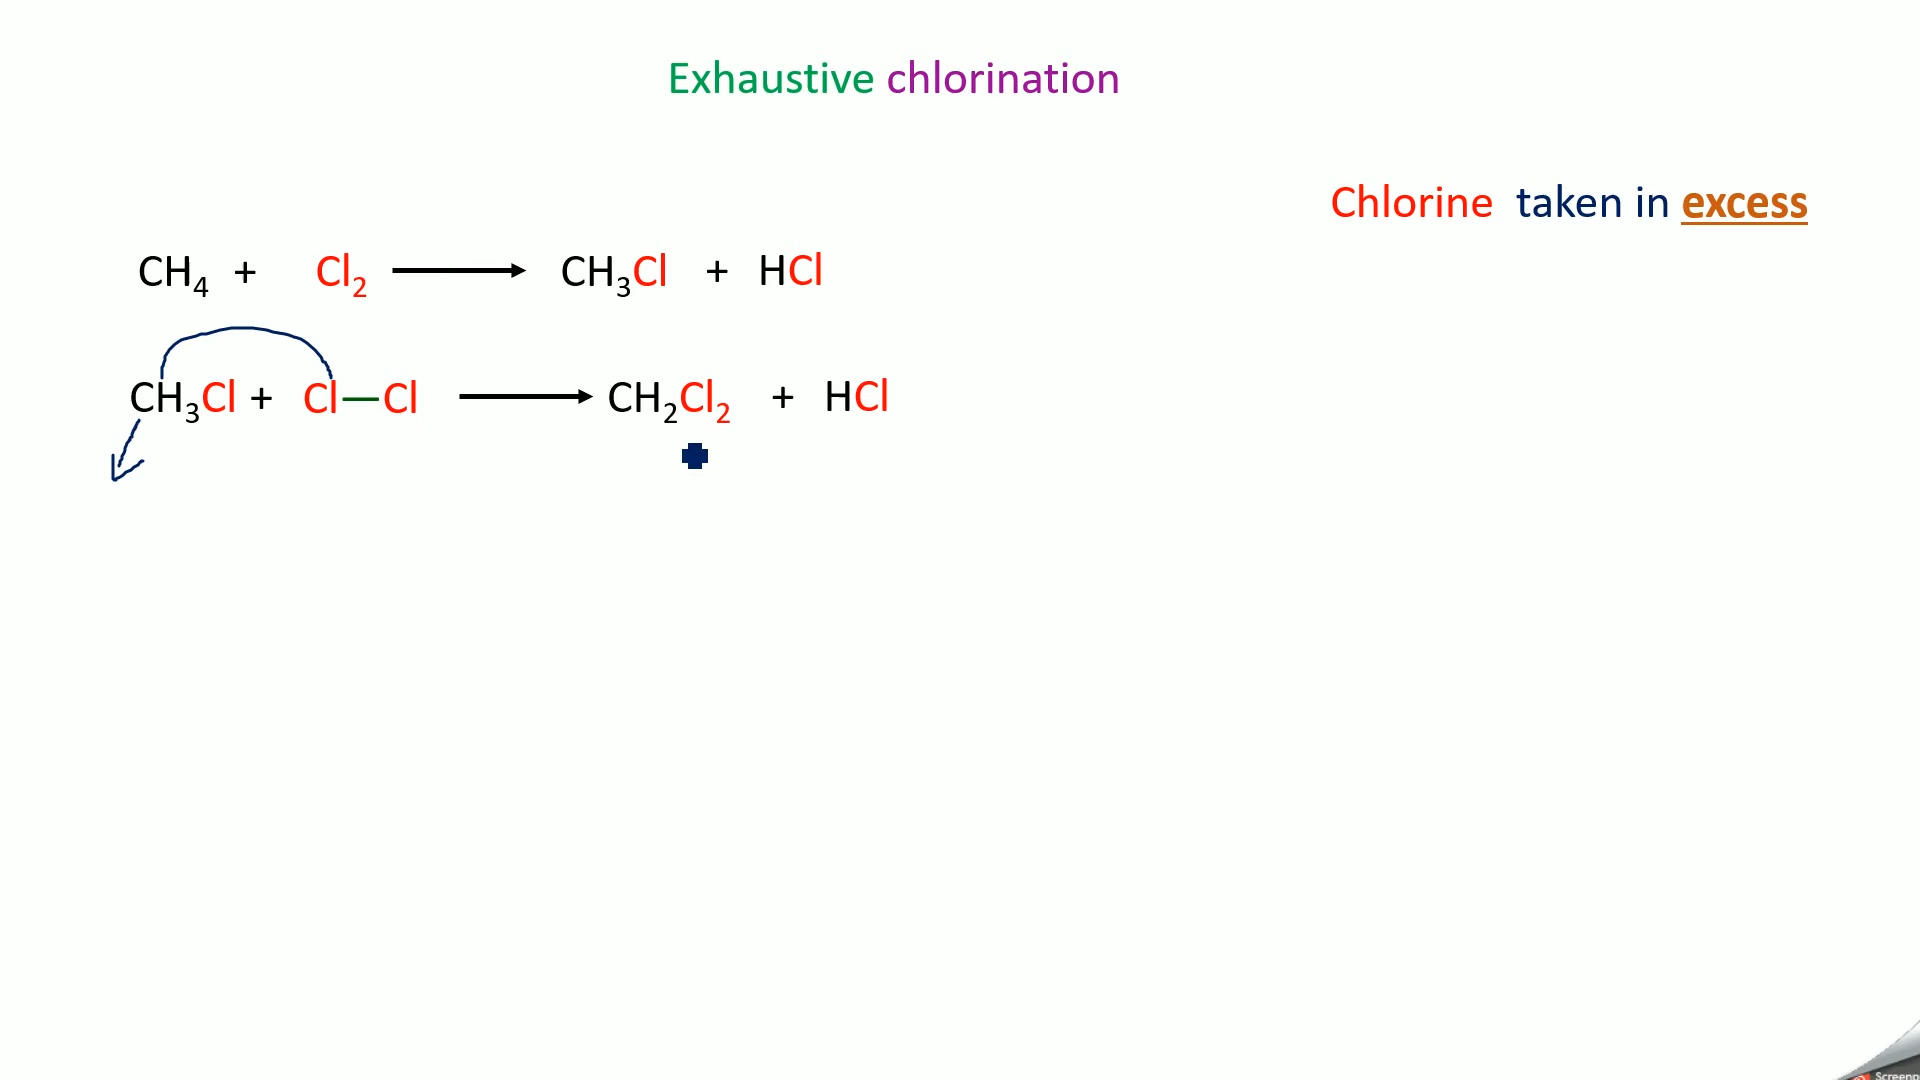 Exhaustive chlorination
Chlorine taken in excess
CH₄ + Cl₂ ⟶ CH₃Cl + HCl
CH₃Cl + Cl—Cl ⟶ CH₂Cl₂ + HCl